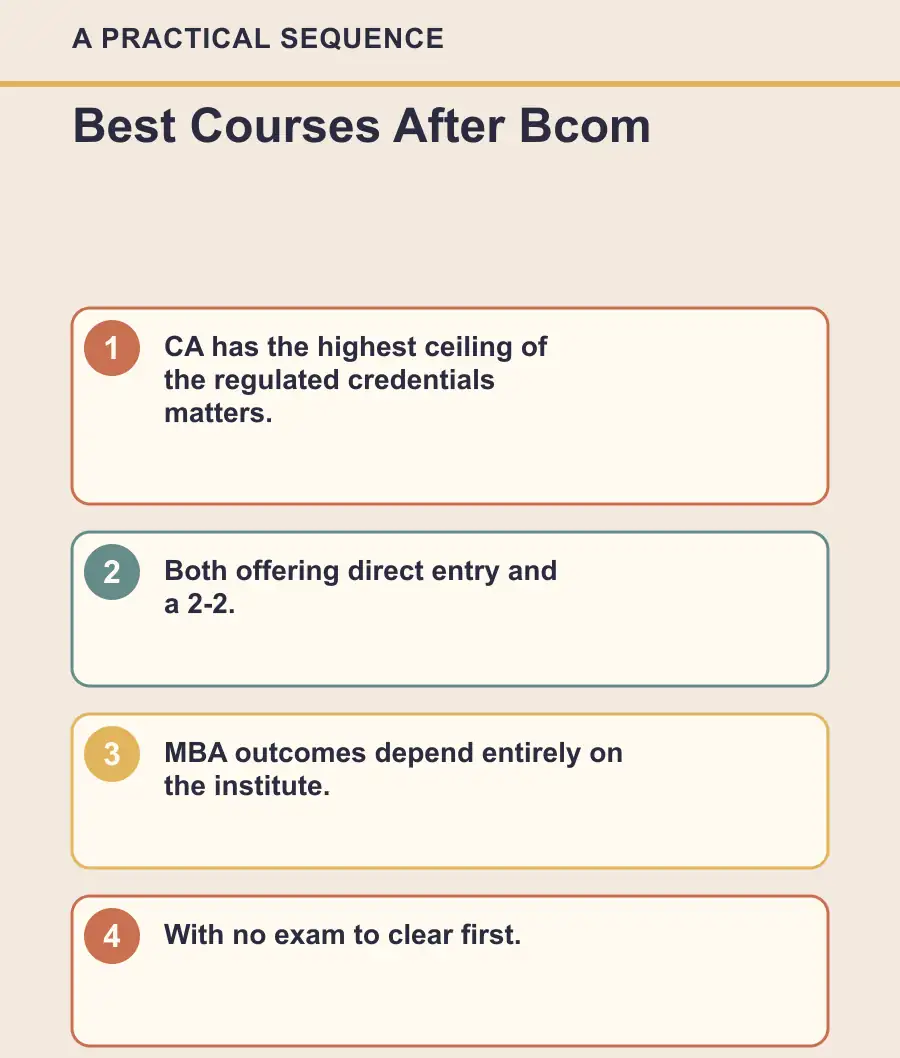 A PRACTICAL SEQUENCE
Best Courses After Bcom
1
CA has the highest ceiling of
the regulated credentials
matters.
2
Both offering direct entry and
a 2-2.
3
MBA outcomes depend entirely on
the institute.
4
With no exam to clear first.